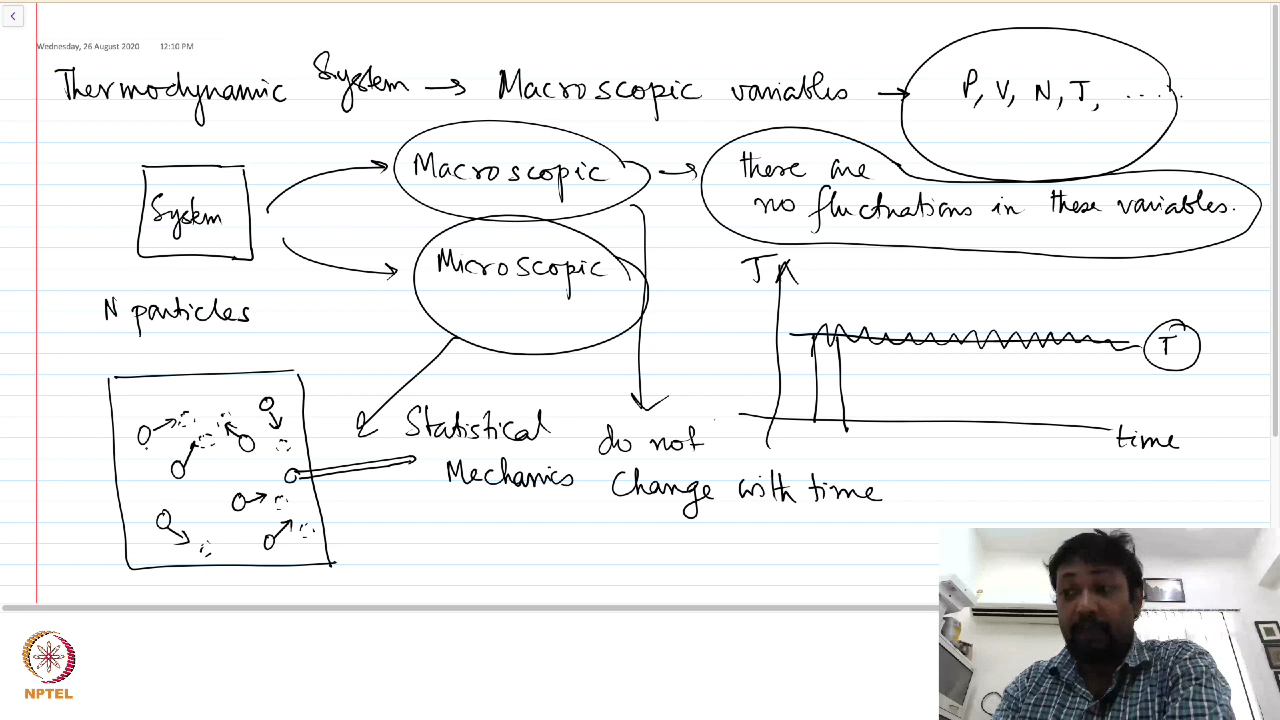 Wednesday, 26 August 2020 12:10 PM
Thermodynamic System → Macroscopic variables → P, V, N, T, .....
System
Macroscopic → there are
no fluctuations in these variables.
Microscopic
N particles
T
T
time
Statistical
Mechanics
do not
Change with time
NPTEL